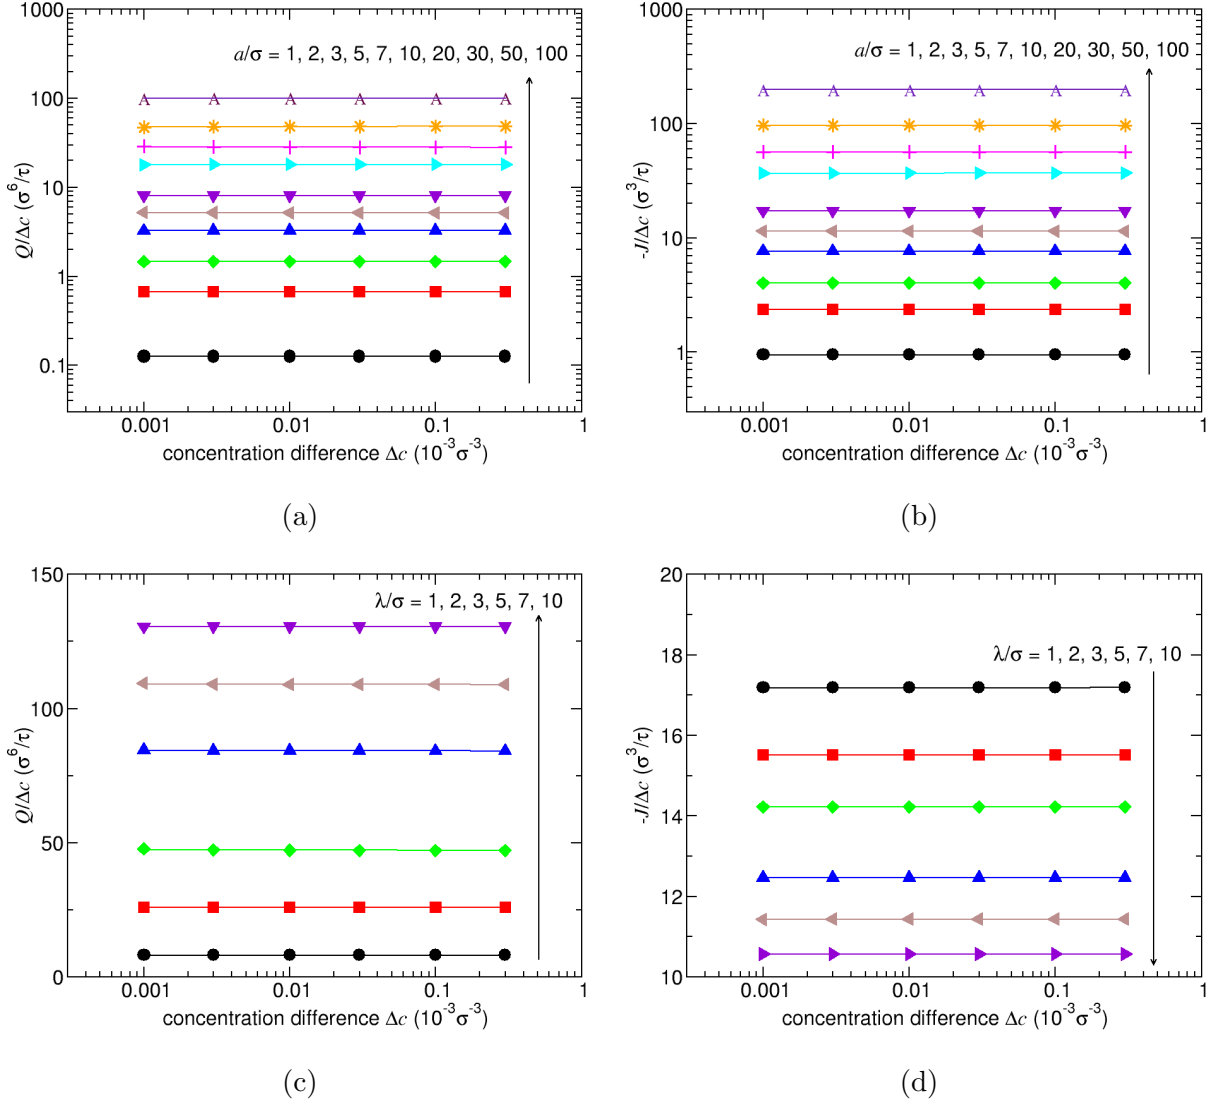 1000
100
10
1
0.1
Q/Δc (σ⁶/τ)
a/σ = 1, 2, 3, 5, 7, 10, 20, 30, 50, 100
A A A A A A
0.001 0.01 0.1 1
concentration difference Δc (10⁻³σ⁻³)
(a)
1000
100
10
1
-J/Δc (σ³/τ)
a/σ = 1, 2, 3, 5, 7, 10, 20, 30, 50, 100
A A A A A A
0.001 0.01 0.1 1
concentration difference Δc (10⁻³σ⁻³)
(b)
150
100
50
0
Q/Δc (σ⁶/τ)
λ/σ = 1, 2, 3, 5, 7, 10
0.001 0.01 0.1 1
concentration difference Δc (10⁻³σ⁻³)
(c)
20
18
16
14
12
10
-J/Δc (σ³/τ)
λ/σ = 1, 2, 3, 5, 7, 10
0.001 0.01 0.1 1
concentration difference Δc (10⁻³σ⁻³)
(d)